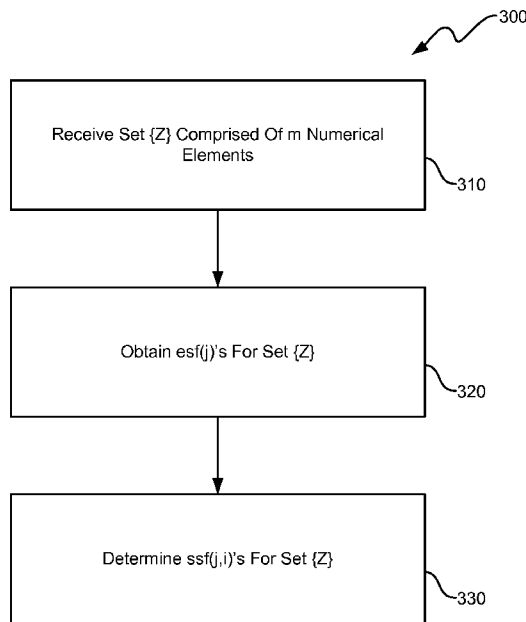 300
Receive Set {Z} Comprised Of m Numerical
Elements
310
Obtain esf(j)'s For Set {Z}
320
Determine ssf(j,i)'s For Set {Z}
330